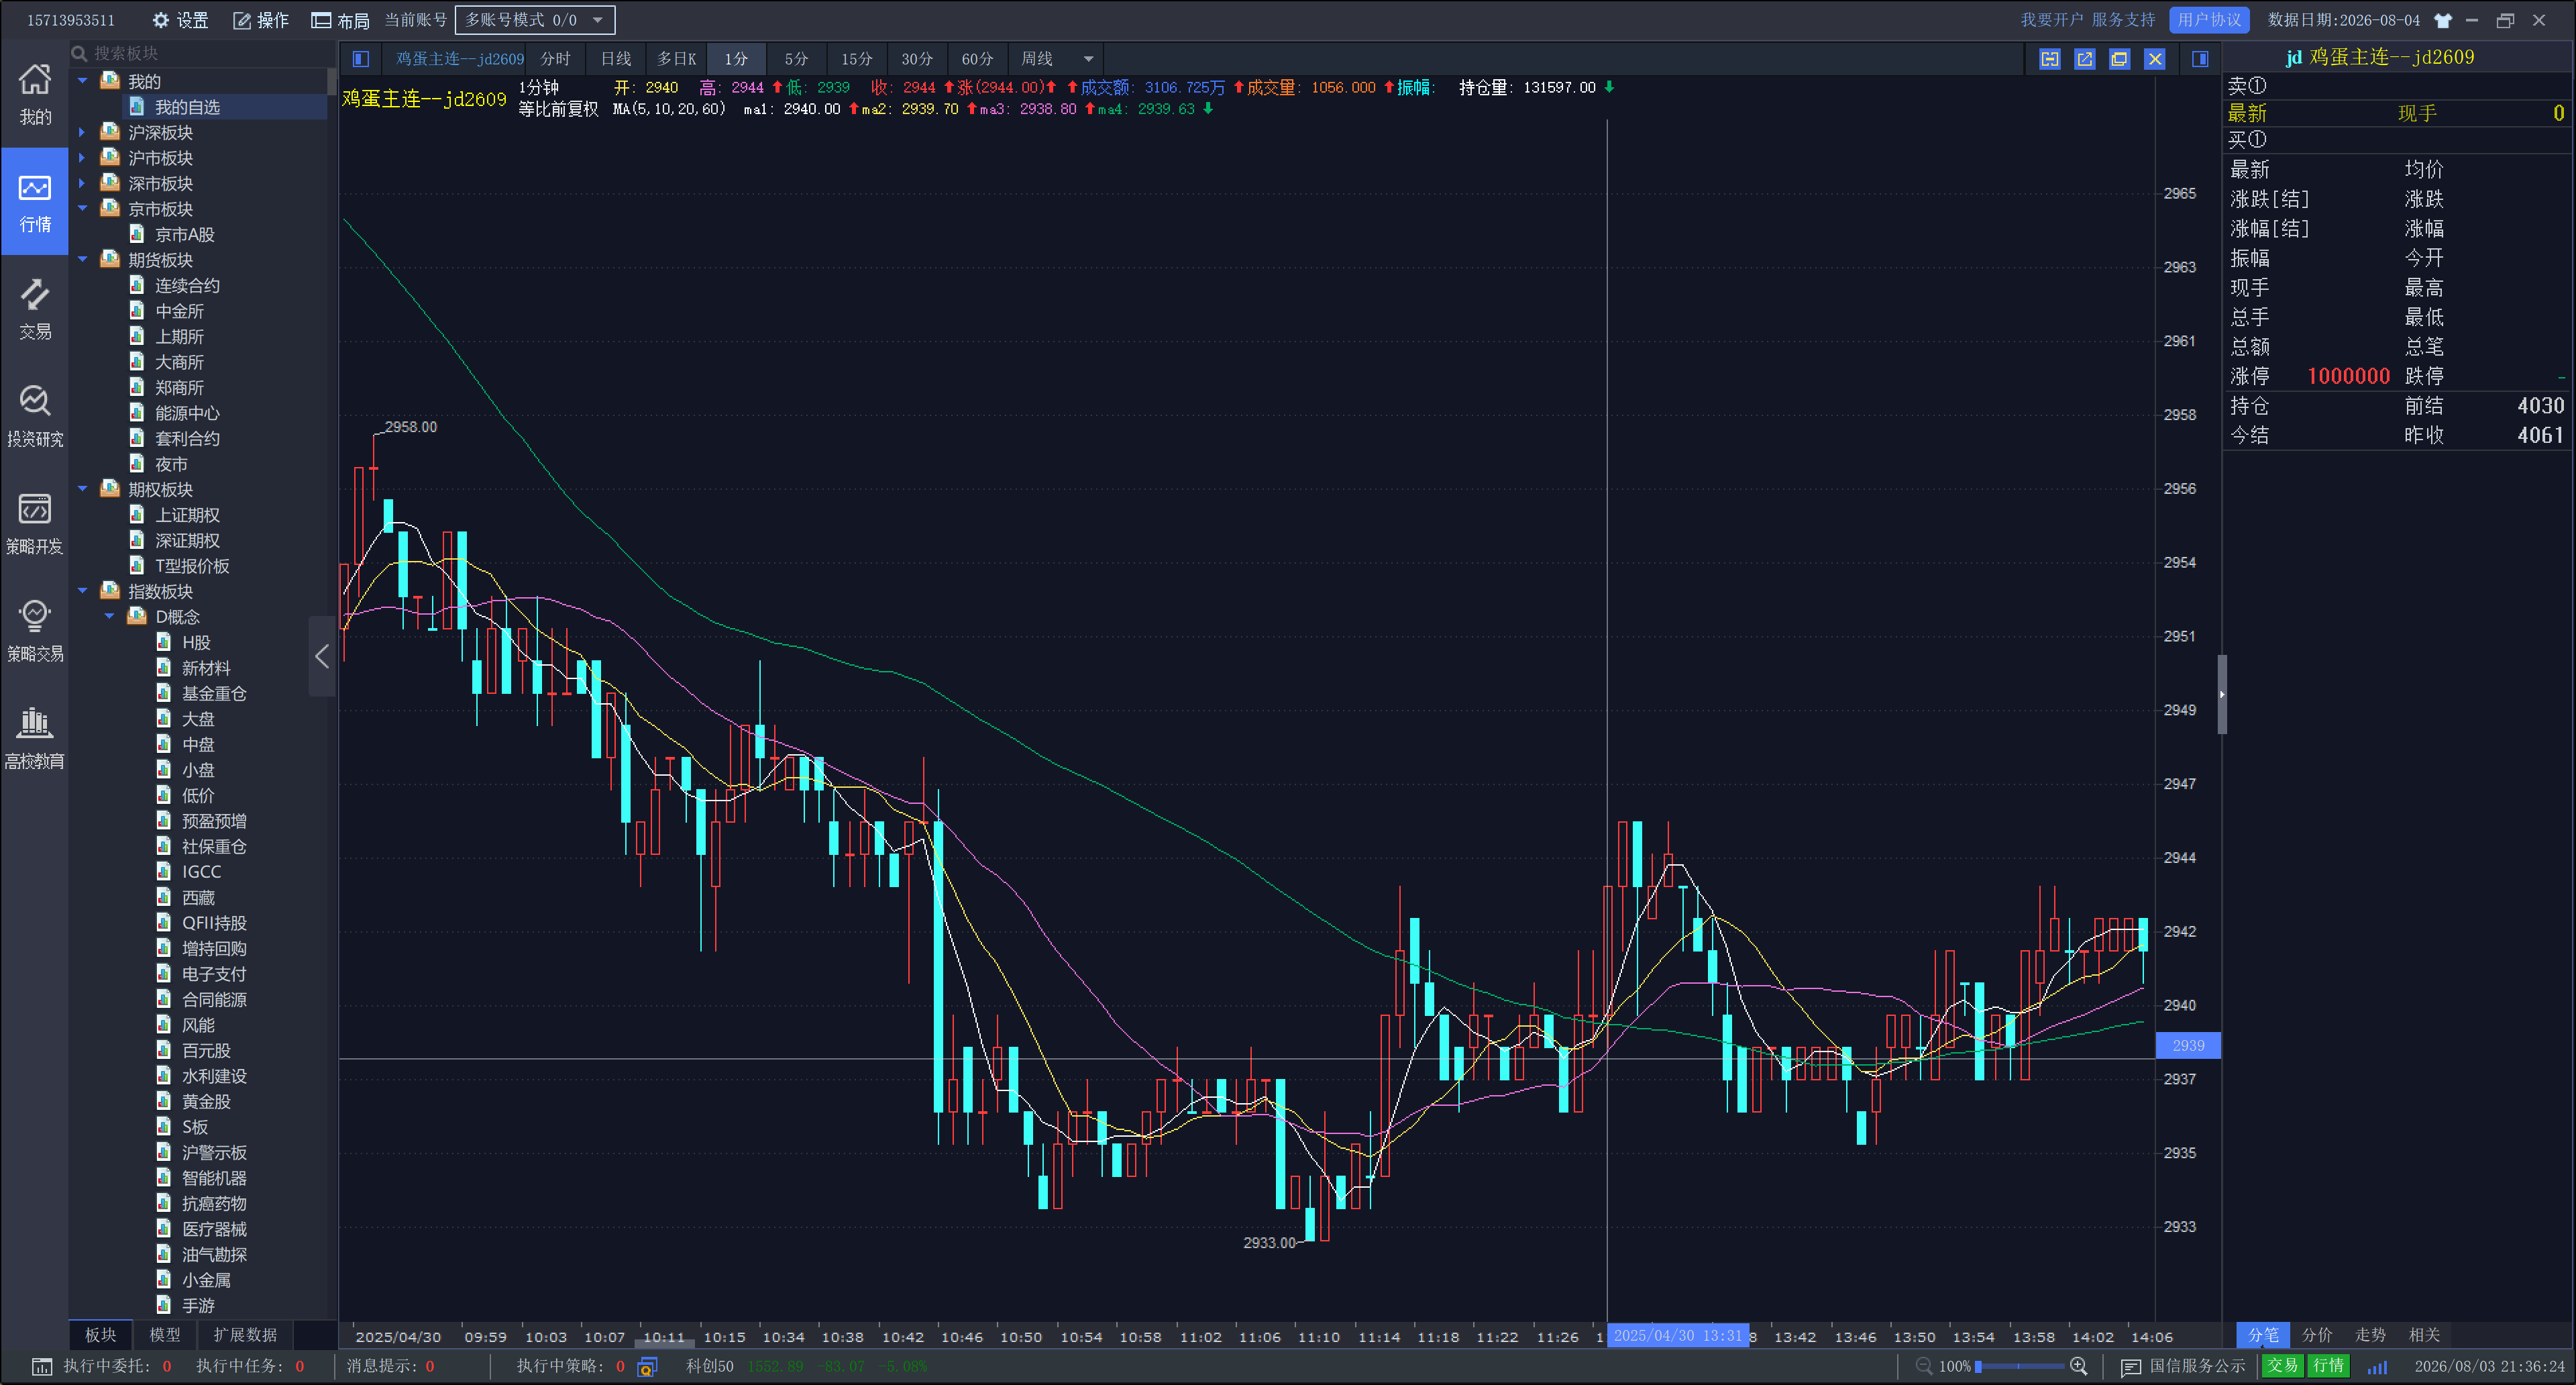 15713953511 设置 操作 布局 当前账号 多账号模式 0/0 我要开户 服务支持 用户协议 数据日期:2026-08-04
搜索板块
我的
行情
交易
投资研究
策略开发
策略交易
高校教育
我的
我的自选
沪深板块
沪市板块
深市板块
京市板块
京市A股
期货板块
连续合约
中金所
上期所
大商所
郑商所
能源中心
套利合约
夜市
期权板块
上证期权
深证期权
T型报价板
指数板块
D概念
H股
新材料
基金重仓
大盘
中盘
小盘
低价
预盈预增
社保重仓
IGCC
西藏
QFII持股
增持回购
电子支付
合同能源
风能
百元股
水利建设
黄金股
S板
沪警示板
智能机器
抗癌药物
医疗器械
油气勘探
小金属
手游
板块 模型 扩展数据
鸡蛋主连--jd2609 分时 日线 多日K 1分 5分 15分 30分 60分 周线
鸡蛋主连--jd2609
1分钟 开: 2940 高: 2944 低: 2939 收: 2944 涨(2944.00) 成交额: 3106.725万 成交量: 1056.000 振幅: 持仓量: 131597.00
等比前复权 MA(5,10,20,60) ma1: 2940.00 ma2: 2939.70 ma3: 2938.80 ma4: 2939.63
2958.00
2933.00
2965
2963
2961
2958
2956
2954
2951
2949
2947
2944
2942
2940
2939
2937
2935
2933
2025/04/30 09:59 10:03 10:07 10:11 10:15 10:34 10:38 10:42 10:46 10:50 10:54 10:58 11:02 11:06 11:10 11:14 11:18 11:22 11:26 1 2025/04/30 13:31 8 13:42 13:46 13:50 13:54 13:58 14:02 14:06
jd 鸡蛋主连--jd2609
卖①
最新 现手 0
买①
最新 均价
涨跌[结] 涨跌
涨幅[结] 涨幅
振幅 今开
现手 最高
总手 最低
总额 总笔
涨停 1000000 跌停 -
持仓 前结 4030
今结 昨收 4061
分笔 分价 走势 相关
执行中委托: 0 执行中任务: 0 消息提示: 0 执行中策略: 0 科创50 1552.89 -83.07 -5.08% 100% 国信服务公示 交易 行情 2026/08/03 21:36:24